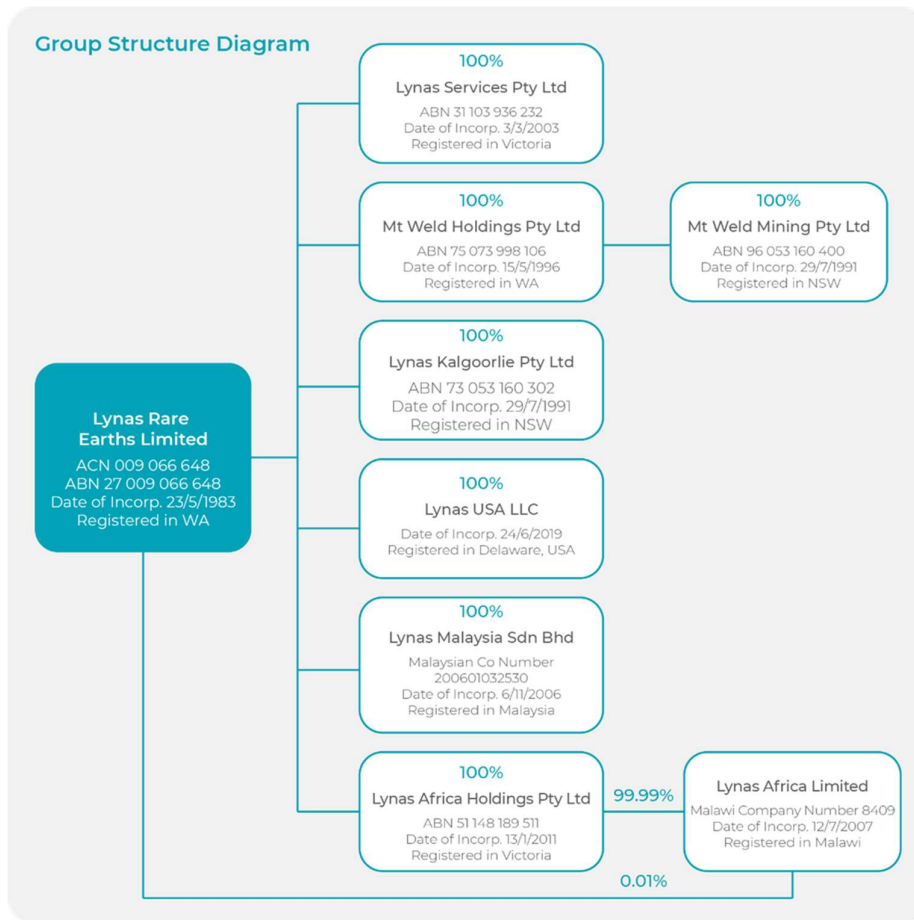 Group Structure Diagram
100%
Lynas Services Pty Ltd
ABN 31 103 936 232
Date of Incorp. 3/3/2003
Registered in Victoria
100%
Mt Weld Holdings Pty Ltd
ABN 75 073 998 106
Date of Incorp. 15/5/1996
Registered in WA
100%
Mt Weld Mining Pty Ltd
ABN 96 053 160 400
Date of Incorp. 29/7/1991
Registered in NSW
100%
Lynas Kalgoorlie Pty Ltd
ABN 73 053 160 302
Date of Incorp. 29/7/1991
Registered in NSW
Lynas Rare
Earths Limited
ACN 009 066 648
ABN 27 009 066 648
Date of Incorp. 23/5/1983
Registered in WA
100%
Lynas USA LLC
Date of Incorp. 24/6/2019
Registered in Delaware, USA
100%
Lynas Malaysia Sdn Bhd
Malaysian Co Number
200601032530
Date of Incorp. 6/11/2006
Registered in Malaysia
100%
Lynas Africa Holdings Pty Ltd
ABN 51 148 189 511
Date of Incorp. 13/1/2011
Registered in Victoria
99.99%
Lynas Africa Limited
Malawi Company Number 8409
Date of Incorp. 12/7/2007
Registered in Malawi
0.01%